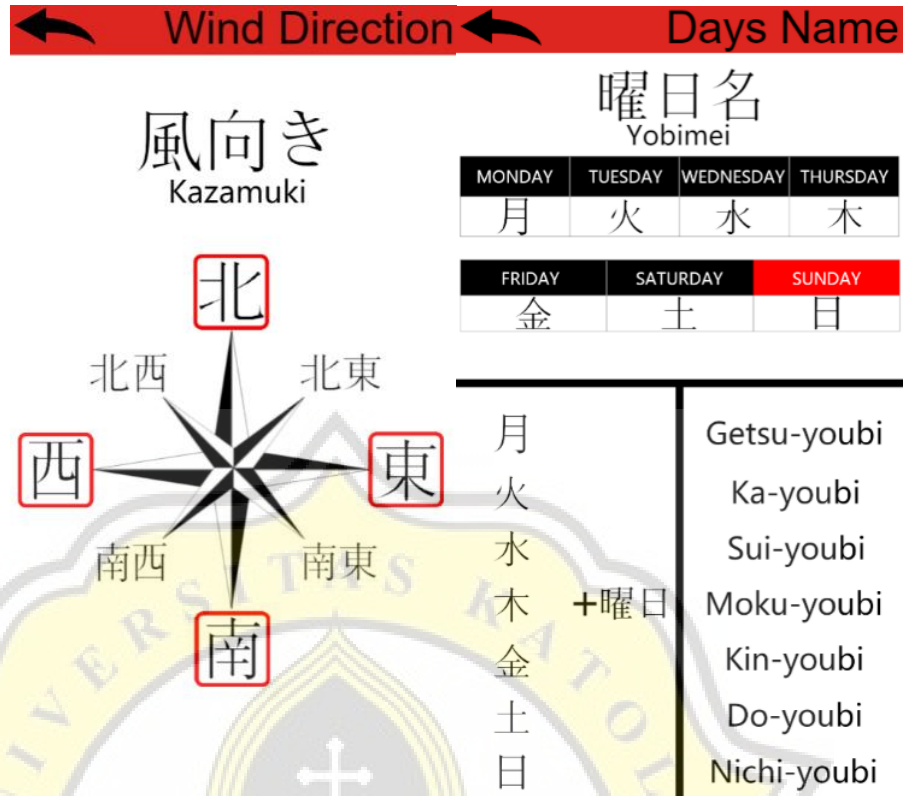 Wind Direction
風向き
Kazamuki
北
北西 北東
西 東
南西 南東
南
Days Name
曜日名
Yobimei
MONDAY TUESDAY WEDNESDAY THURSDAY
月 火 水 木
FRIDAY SATURDAY SUNDAY
金 土 日
月 Getsu-youbi
火 Ka-youbi
水 Sui-youbi
木 +曜日 Moku-youbi
金 Kin-youbi
土 Do-youbi
日 Nichi-youbi